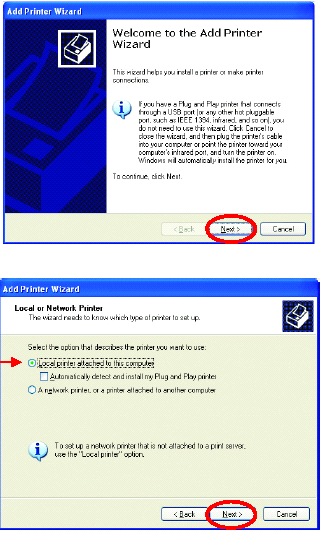 Add Printer Wizard
Welcome to the Add Printer
Wizard
This wizard helps you install a printer or make printer
connections.
If you have a Plug and Play printer that connects
through a USB port (or any other hot pluggable
port, such as IEEE 1394, infrared, and so on), you
do not need to use this wizard. Click Cancel to
close the wizard, and then plug the printer's cable
into your computer or point the printer toward your
computer's infrared port, and turn the printer on.
Windows will automatically install the printer for you.
To continue, click Next.
< Back
Next >
Cancel
Add Printer Wizard
Local or Network Printer
The wizard needs to know which type of printer to set up.
Select the option that describes the printer you want to use:
Local printer attached to this computer
Automatically detect and install my Plug and Play printer
A network printer, or a printer attached to another computer
To set up a network printer that is not attached to a print server,
use the "Local printer" option.
< Back
Next >
Cancel